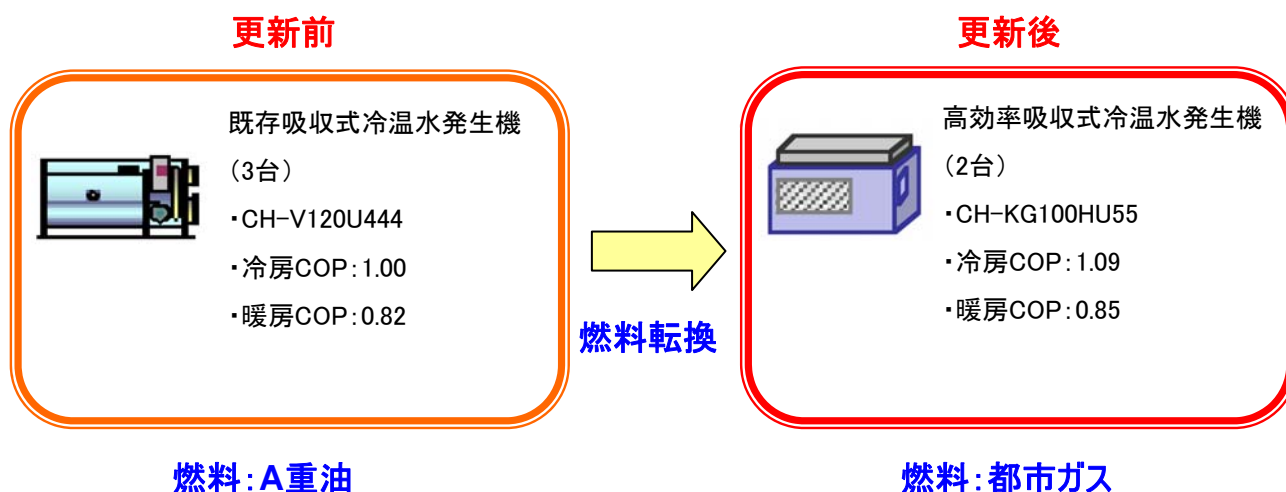 更新前
既存吸収式冷温水発生機
（3台）
・CH-V120U444
・冷房COP：1.00
・暖房COP：0.82
燃料：A重油
燃料転換
更新後
高効率吸収式冷温水発生機
（2台）
・CH-KG100HU55
・冷房COP：1.09
・暖房COP：0.85
燃料：都市ガス